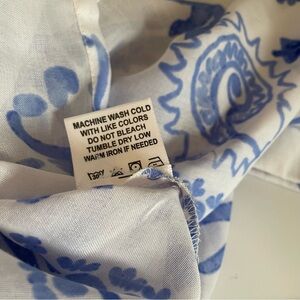 MACHINE WASH COLD
WITH LIKE COLORS
DO NOT BLEACH
TUMBLE DRY LOW
WARM IRON IF NEEDED